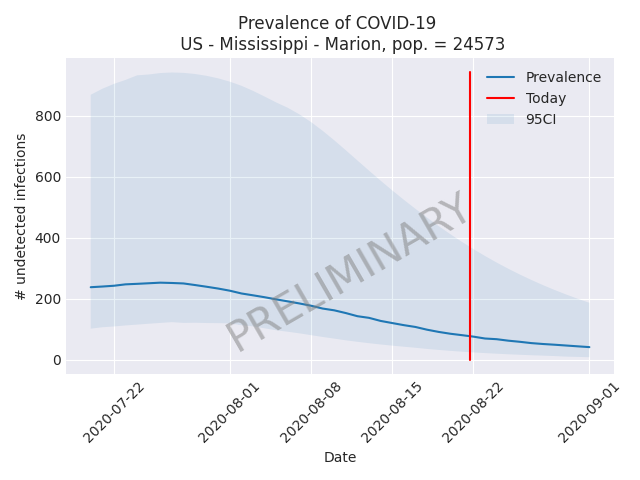 Prevalence of COVID-19
US - Mississippi - Marion, pop. = 24573
Prevalence
Today
95CI
# undetected infections
800
600
400
200
0
PRELIMINARY
2020-07-22
2020-08-01
2020-08-08
2020-08-15
2020-08-22
2020-09-01
Date